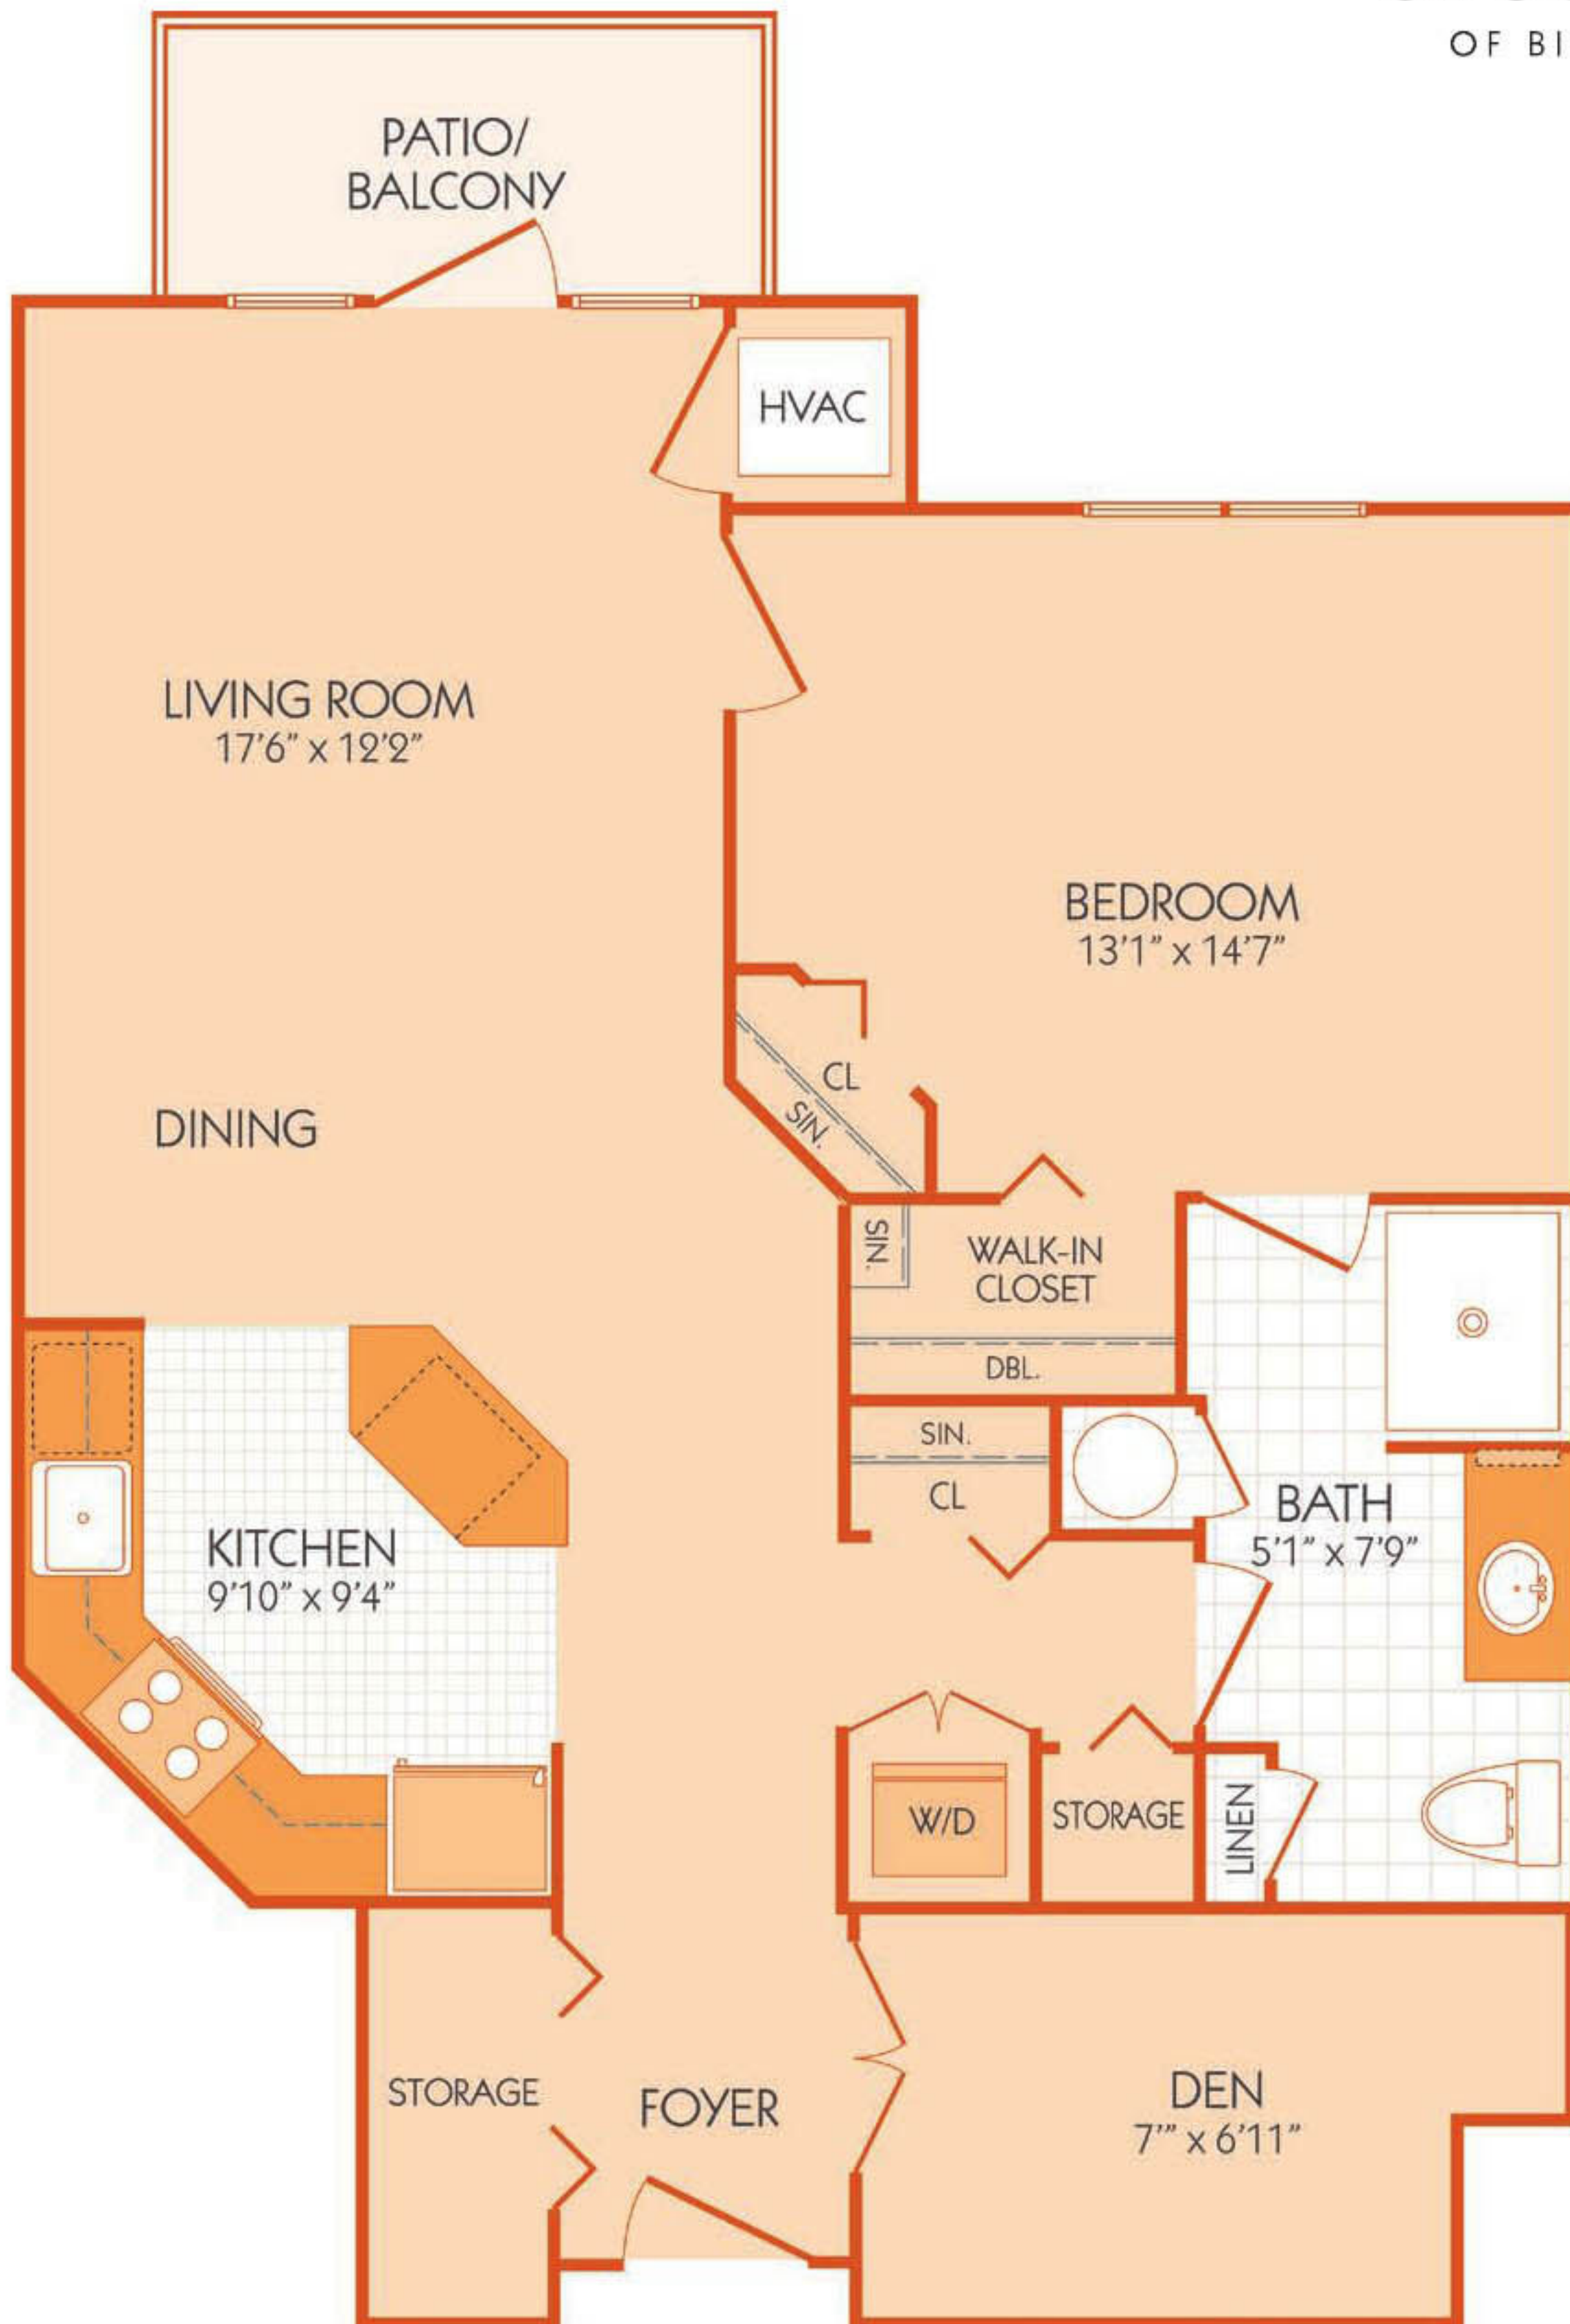 OF BI
PATIO/
BALCONY
HVAC
LIVING ROOM
17'6" x 12'2"
BEDROOM
13'1" x 14'7"
CL
SIN.
DINING
SIN.
WALK-IN
CLOSET
DBL.
SIN.
CL
BATH
5'1" x 7'9"
KITCHEN
9'10" x 9'4"
W/D
STORAGE
LINEN
STORAGE
FOYER
DEN
7'" x 6'11"